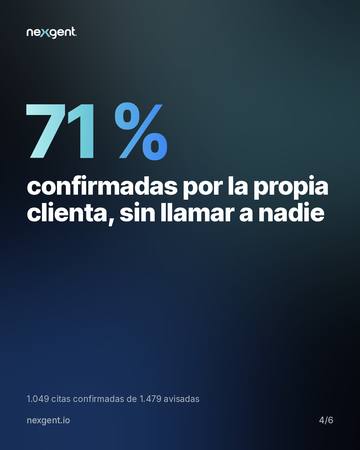 nexgent
71 %
confirmadas por la propia
clienta, sin llamar a nadie
1.049 citas confirmadas de 1.479 avisadas
nexgent.io
4/6